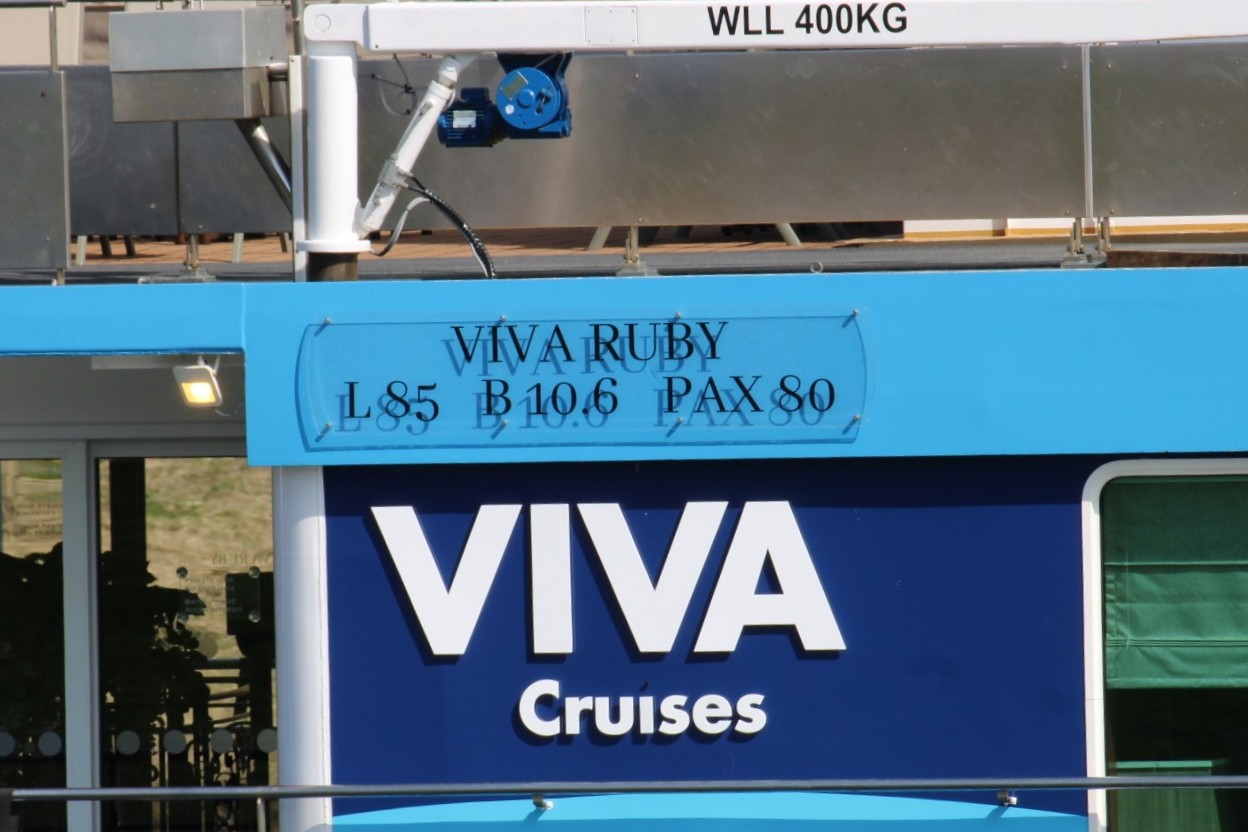 WLL 400KG
VIVA RUBY
L 85 B 10.6 PAX 80
VIVA
Cruises